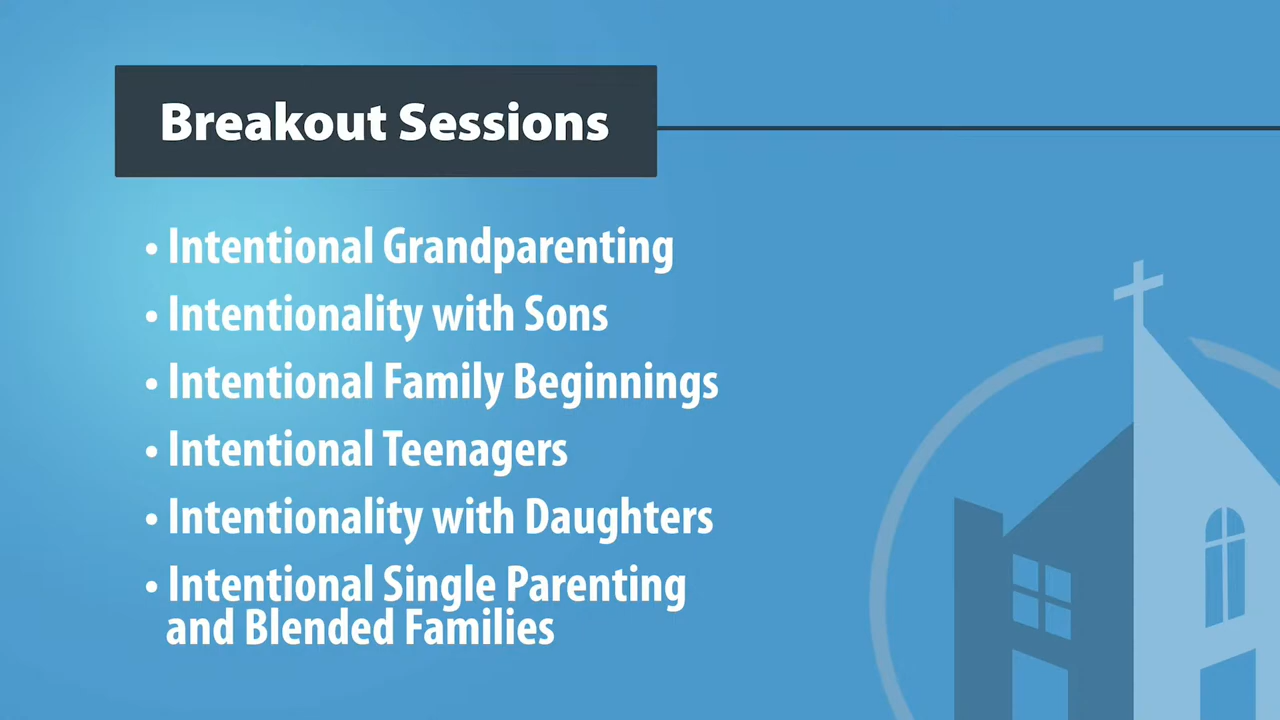 Breakout Sessions
• Intentional Grandparenting
• Intentionality with Sons
• Intentional Family Beginnings
• Intentional Teenagers
• Intentionality with Daughters
• Intentional Single Parenting
and Blended Families